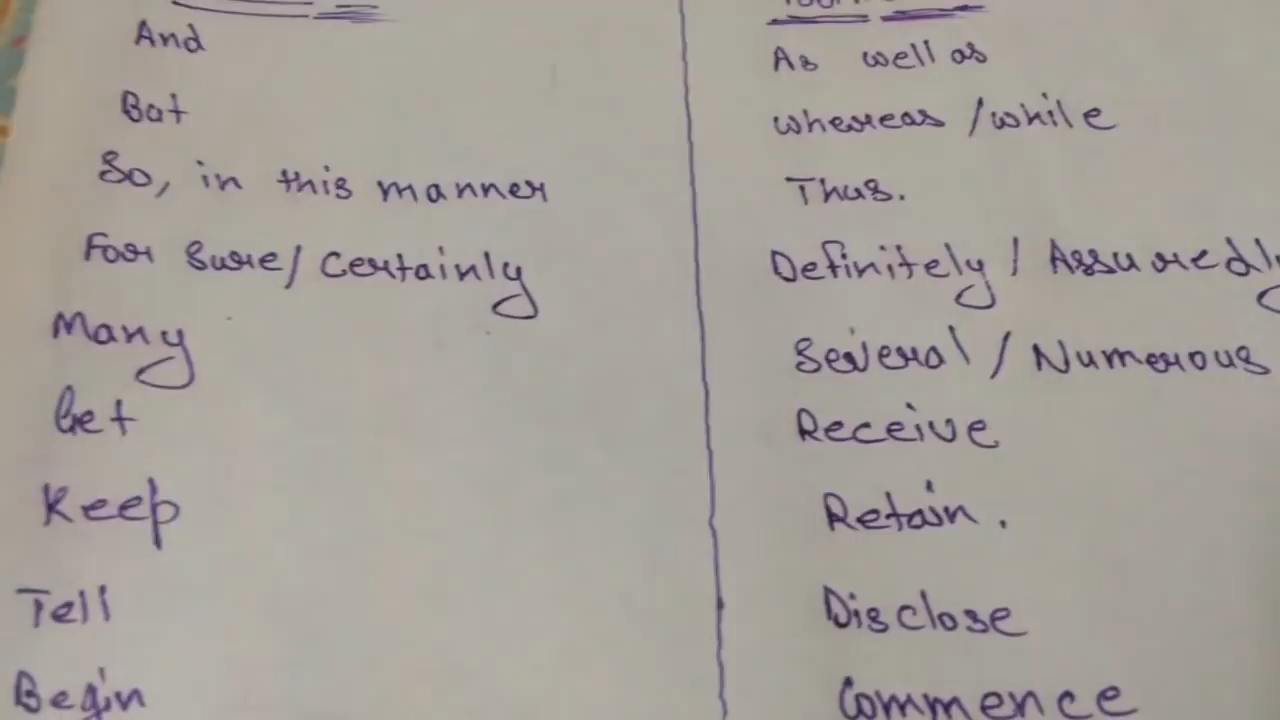 And
As well as
Bat
whereas / while
So, in this manner
Thus.
For Sure / Certainly
Definitely / Assuredly
Many
Several / Numerous
Get
Receive
Keep
Retain.
Tell
Disclose
Begin
Commence